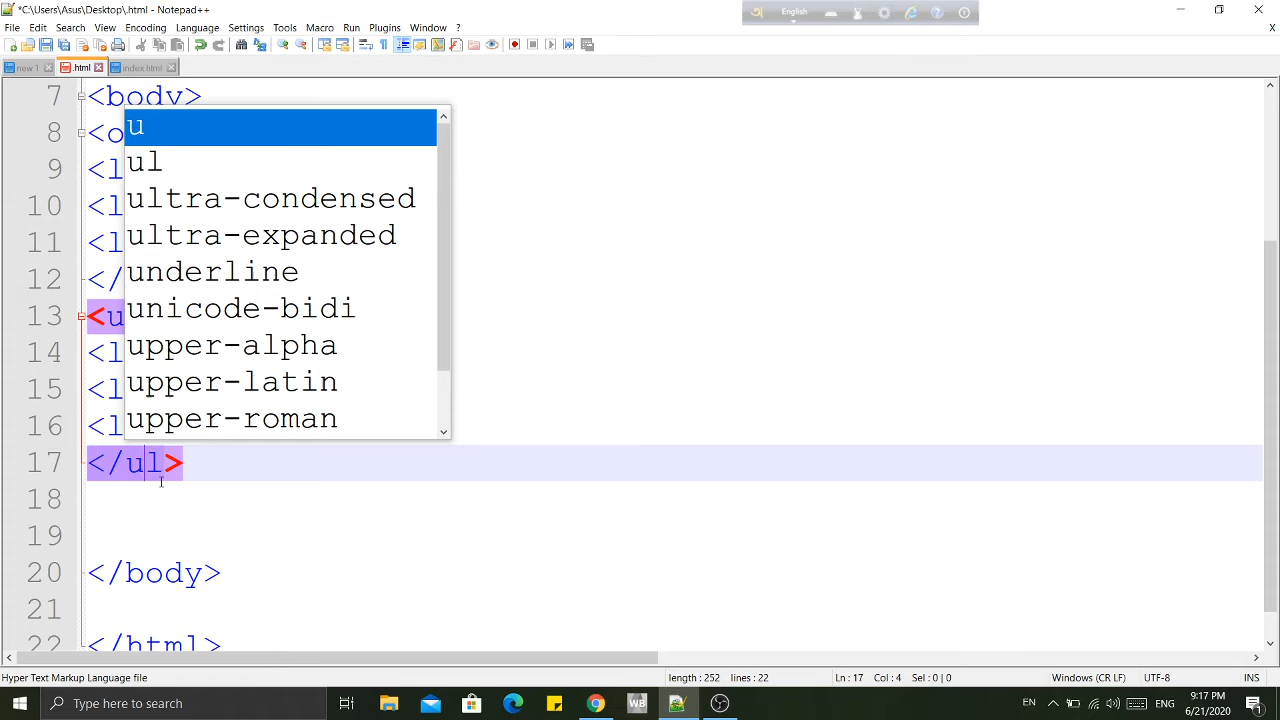 *C:\Users\Asus\Desktop\.html - Notepad++
English
File Edit Search View Encoding Language Settings Tools Macro Run Plugins Window ?
X
new 1 .html index.html
7 <body>
8 <o
9 <l
10 <l
11 <l
12 </
13 <u
14 <l
15 <l
16 <l
17 </ul>
18
19
20 </body>
21
22 </html>
u
ul
ultra-condensed
ultra-expanded
underline
unicode-bidi
upper-alpha
upper-latin
upper-roman
Hyper Text Markup Language file length : 252 lines : 22 Ln : 17 Col : 4 Sel : 0 | 0 Windows (CR LF) UTF-8 INS
Type here to search
WB
EN
ENG
9:17 PM
6/21/2020
1